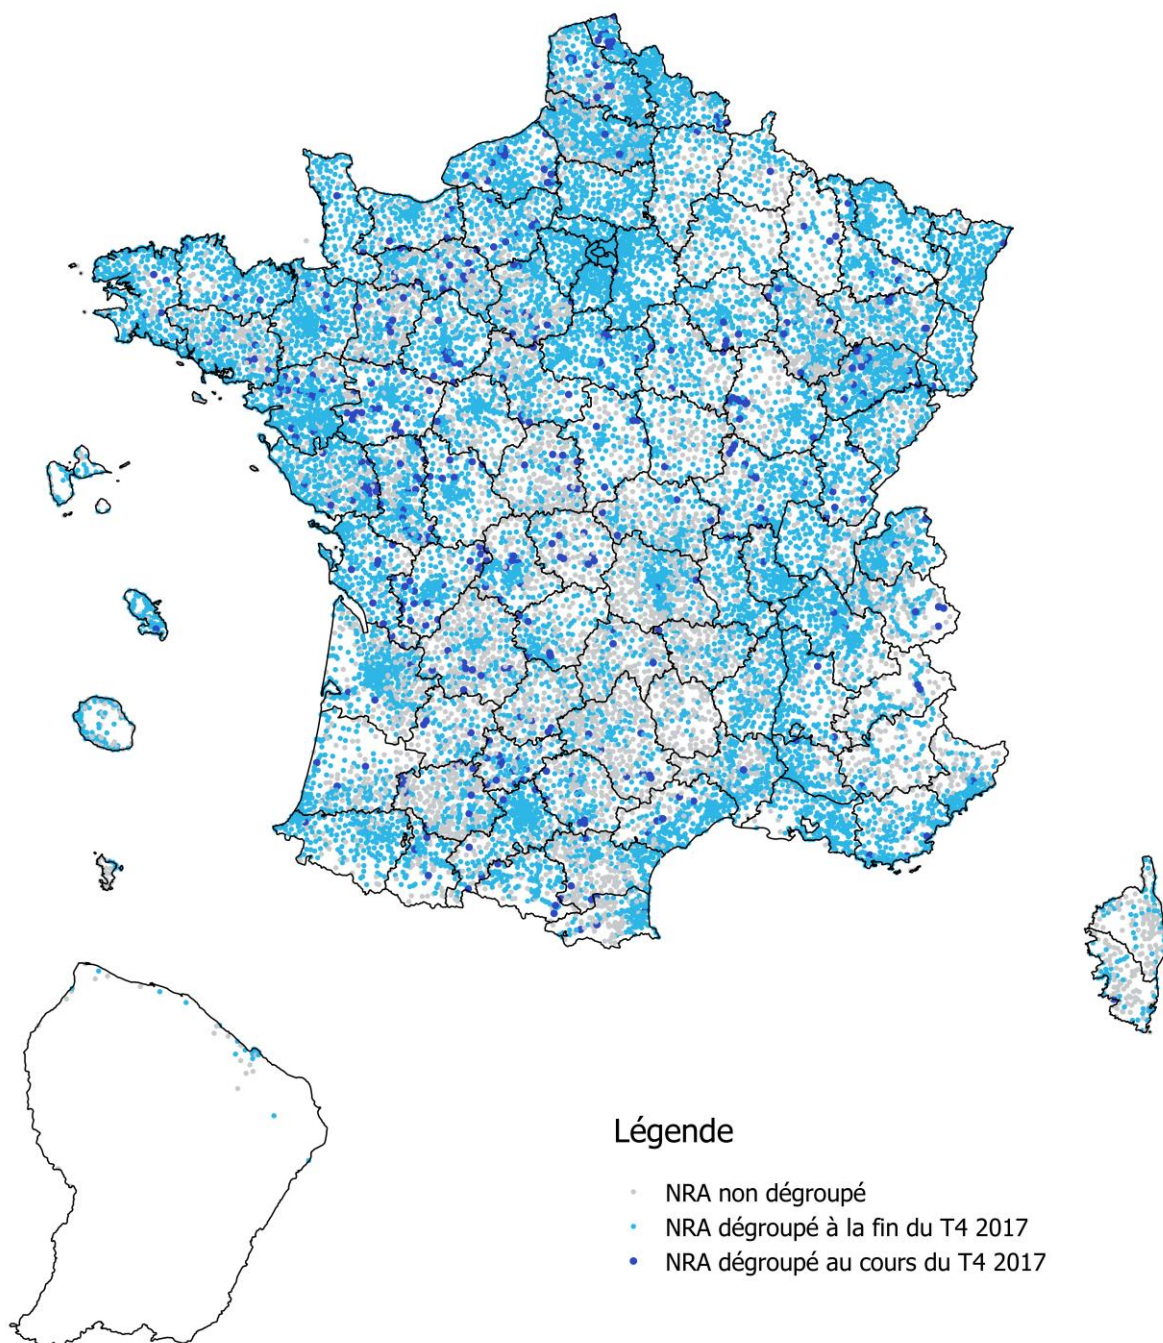 Légende
NRA non dégroupé
NRA dégroupé à la fin du T4 2017
NRA dégroupé au cours du T4 2017